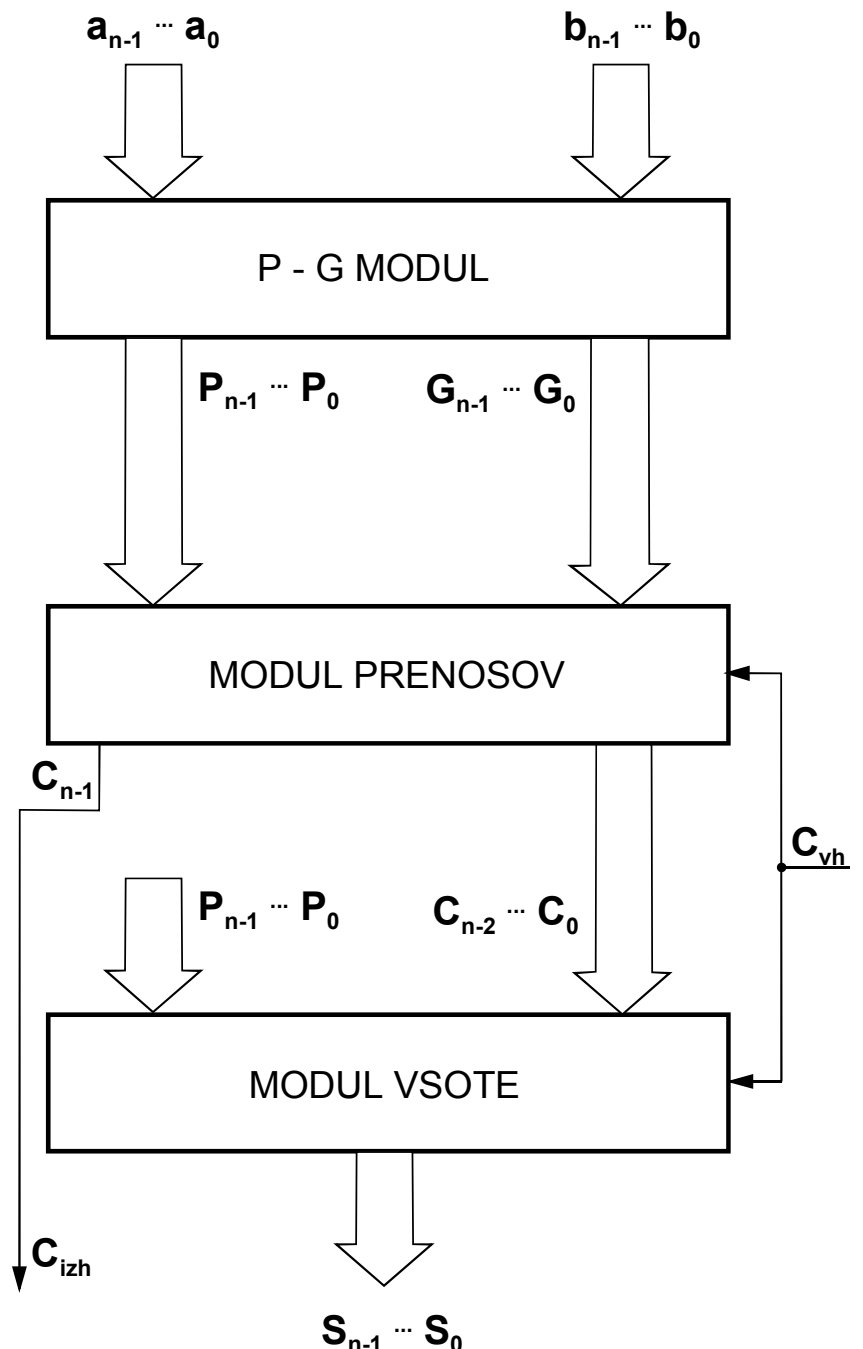 a_{n-1} ... a_0 b_{n-1} ... b_0
P - G MODUL
P_{n-1} ... P_0 G_{n-1} ... G_0
MODUL PRENOSOV
C_{n-1}
C_{vh}
P_{n-1} ... P_0 C_{n-2} ... C_0
MODUL VSOTE
C_{izh}
S_{n-1} ... S_0